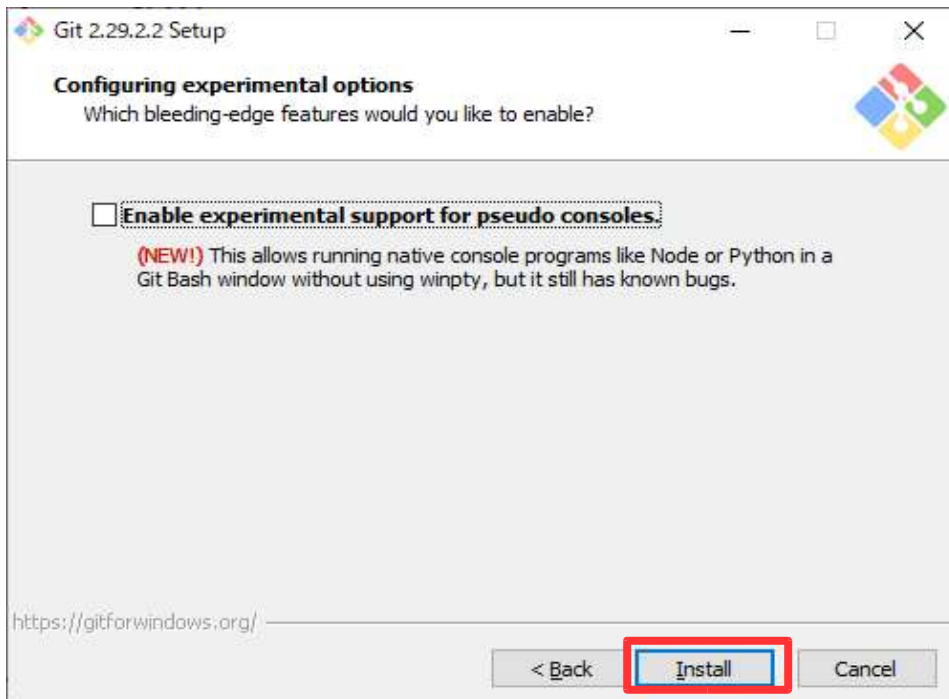 Git 2.29.2.2 Setup
Configuring experimental options
Which bleeding-edge features would you like to enable?
Enable experimental support for pseudo consoles.
(NEW!) This allows running native console programs like Node or Python in a
Git Bash window without using winpty, but it still has known bugs.
https://gitforwindows.org/
< Back
Install
Cancel